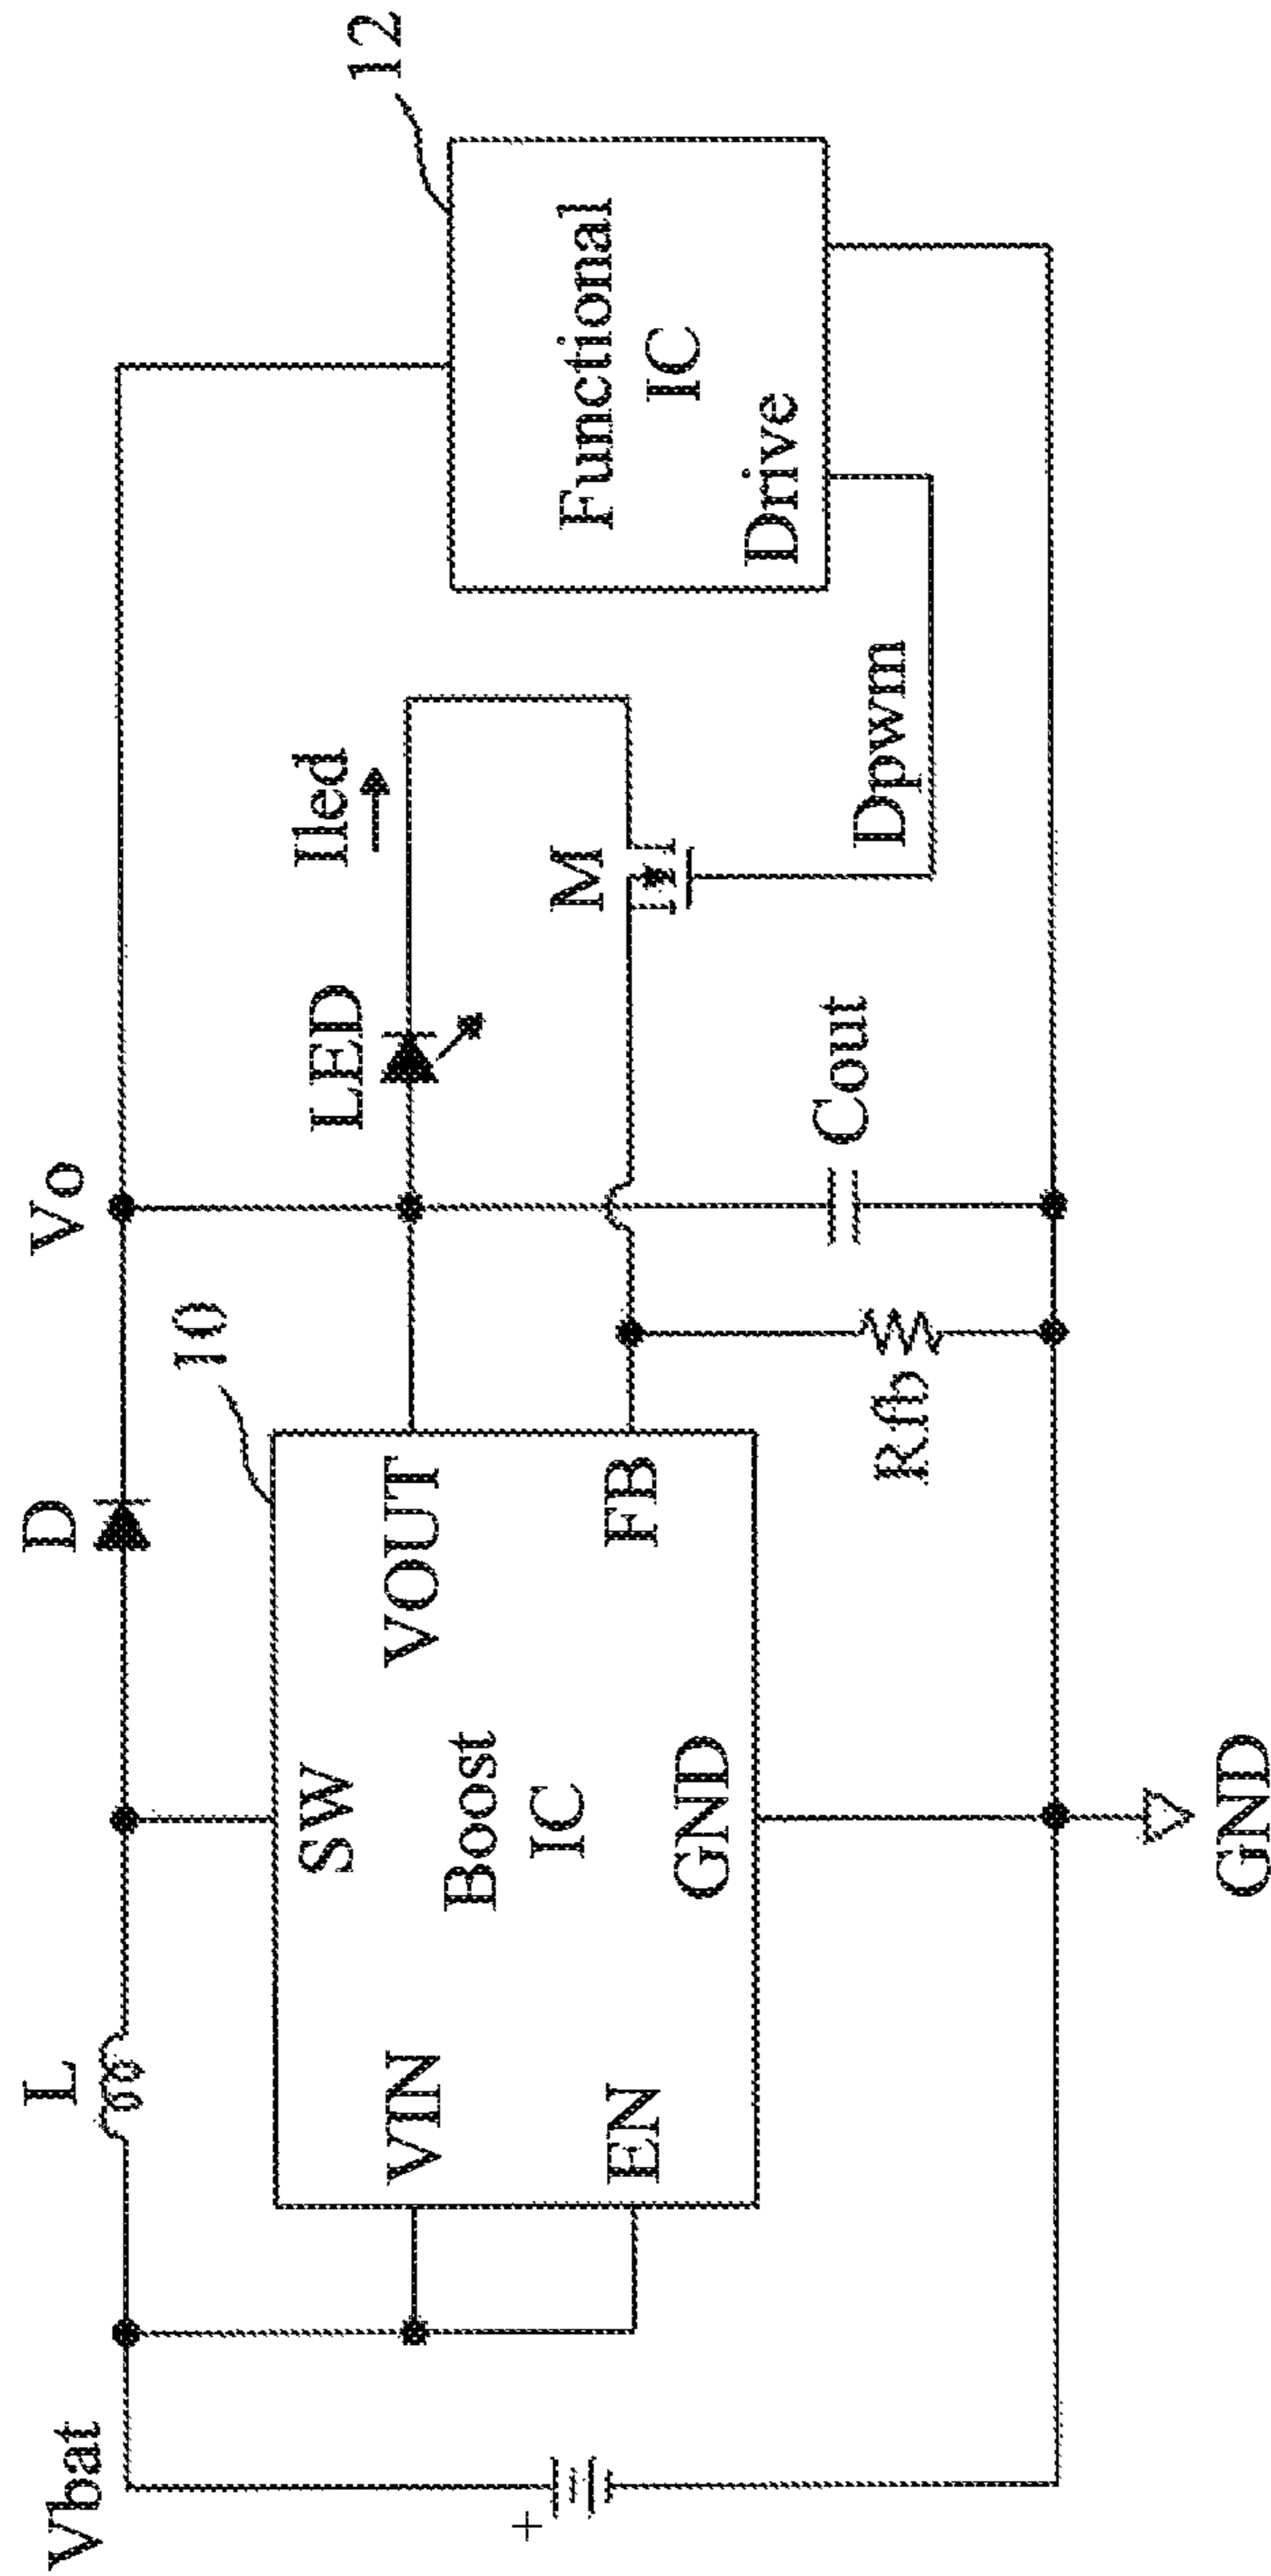 Vbat
L
D
Vo
10
12
SW
VIN
VOUT
Boost
IC
EN
FB
GND
LED
Iled
M
Functional
IC
Drive
Dpwm
Rfb
Cout
+
GND